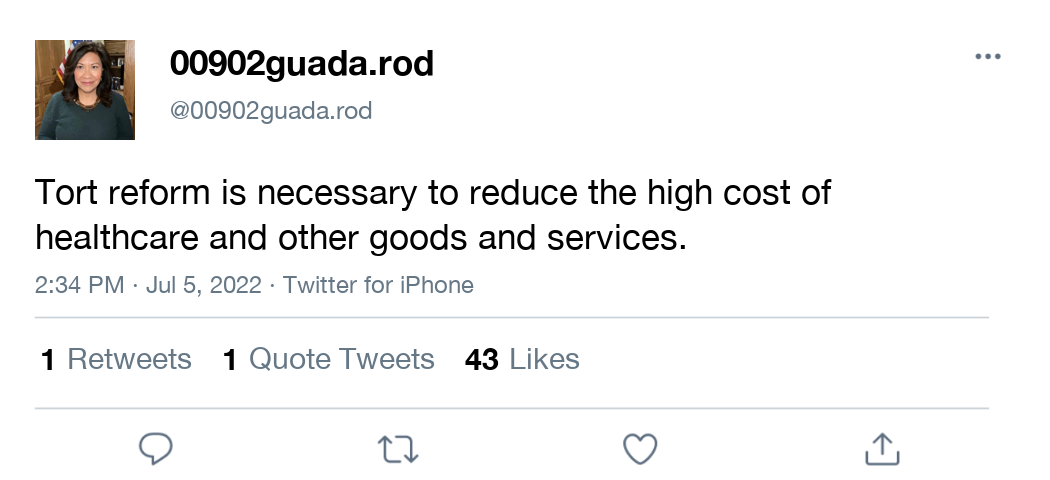 00902guada.rod
@00902guada.rod
Tort reform is necessary to reduce the high cost of
healthcare and other goods and services.
2:34 PM · Jul 5, 2022 · Twitter for iPhone
1 Retweets 1 Quote Tweets 43 Likes